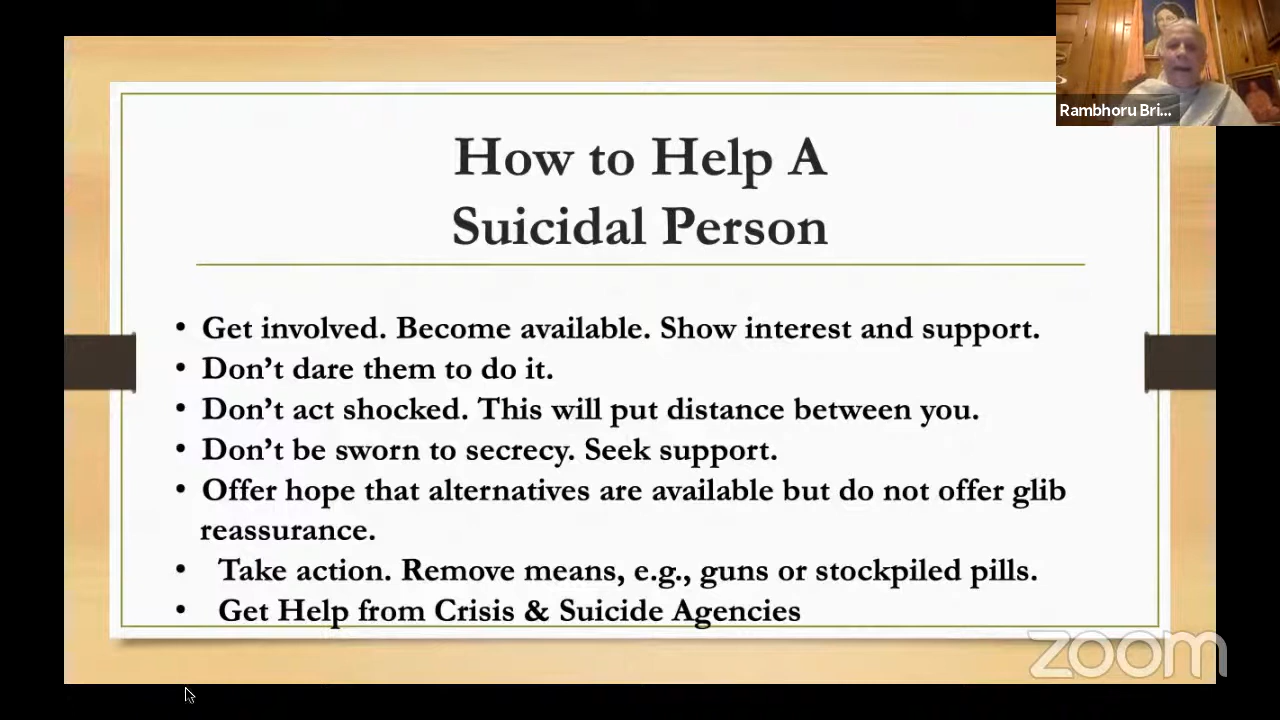 Rambhoru Bri...
How to Help A
Suicidal Person
• Get involved. Become available. Show interest and support.
• Don't dare them to do it.
• Don't act shocked. This will put distance between you.
• Don't be sworn to secrecy. Seek support.
• Offer hope that alternatives are available but do not offer glib
reassurance.
• Take action. Remove means, e.g., guns or stockpiled pills.
• Get Help from Crisis & Suicide Agencies
zoom